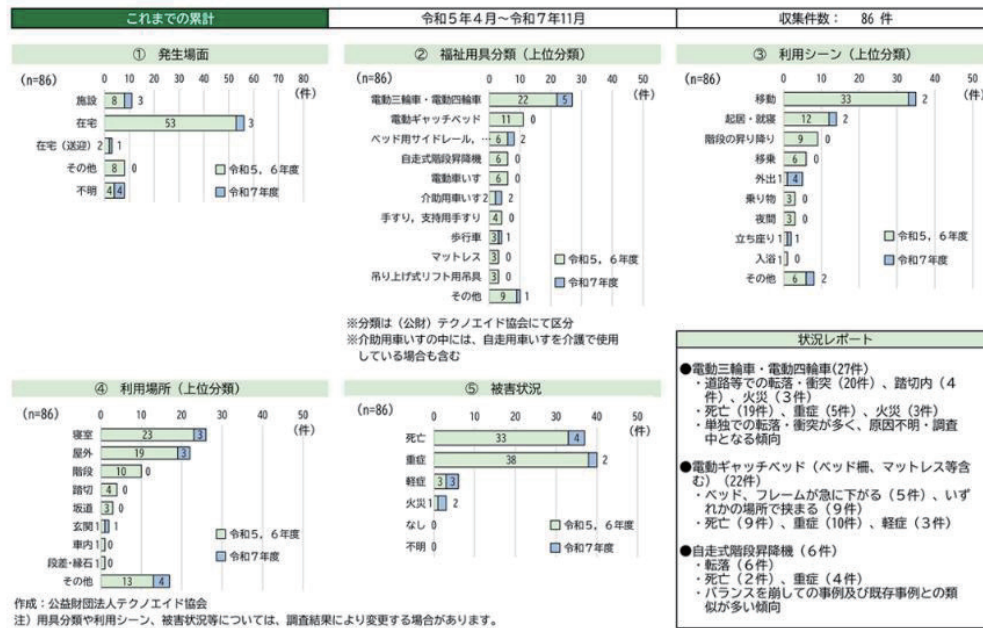 これまでの累計 令和5年4月～令和7年11月 収集件数： 86 件
① 発生場面
(n=86)
0 10 20 30 40 50 60 70 80
(件)
施設 8 3
在宅 53 3
在宅（送迎） 2 1
その他 8 0
不明 4 4
令和5，6年度
令和7年度
② 福祉用具分類（上位分類）
(n=86)
0 10 20 30 40 50
(件)
電動三輪車・電動四輪車 22 5
電動ギャッチベッド 11 0
ベッド用サイドレール，… 6 2
自走式階段昇降機 6 0
電動車いす 6 0
介助用車いす 2 2
手すり，支持用手すり 4 0
歩行車 3 1
マットレス 3 0
吊り上げ式リフト用吊具 3 0
その他 9 1
令和5，6年度
令和7年度
※分類は（公財）テクノエイド協会にて区分
※介助用車いすの中には、自走用車いすを介護で使用
している場合も含む
③ 利用シーン（上位分類）
(n=86)
0 10 20 30 40 50
(件)
移動 33 2
起居・就寝 12 2
階段の昇り降り 9 0
移乗 6 0
外出 1 4
乗り物 3 0
夜間 3 0
立ち座り 1 1
入浴 1 0
その他 6 2
令和5，6年度
令和7年度
④ 利用場所（上位分類）
(n=86)
0 10 20 30 40 50
(件)
寝室 23 3
屋外 19 3
階段 10 0
踏切 4 0
坂道 3 0
玄関 1 1
車内 1 0
段差・縁石 1 0
その他 13 4
令和5，6年度
令和7年度
⑤ 被害状況
(n=86)
0 10 20 30 40 50
(件)
死亡 33 4
重症 38 2
軽症 3 3
火災 1 2
なし 0
不明 0
令和5，6年度
令和7年度
状況レポート
●電動三輪車・電動四輪車(27件)
・道路等での転落・衝突（20件）、踏切内（4
件）、火災（3件）
・死亡（19件）、重症（5件）、火災（3件）
・単独での転落・衝突が多く、原因不明・調査
中となる傾向
●電動ギャッチベッド（ベッド柵、マットレス等含
む）（22件）
・ベッド、フレームが急に下がる（5件）、いず
れかの場所で挟まる（9件）
・死亡（9件）、重症（10件）、軽症（3件）
●自走式階段昇降機（6件）
・転落（6件）
・死亡（2件）、重症（4件）
・バランスを崩しての事例及び既存事例との類
似が多い傾向
作成：公益財団法人テクノエイド協会
注）用具分類や利用シーン、被害状況等については、調査結果により変更する場合があります。